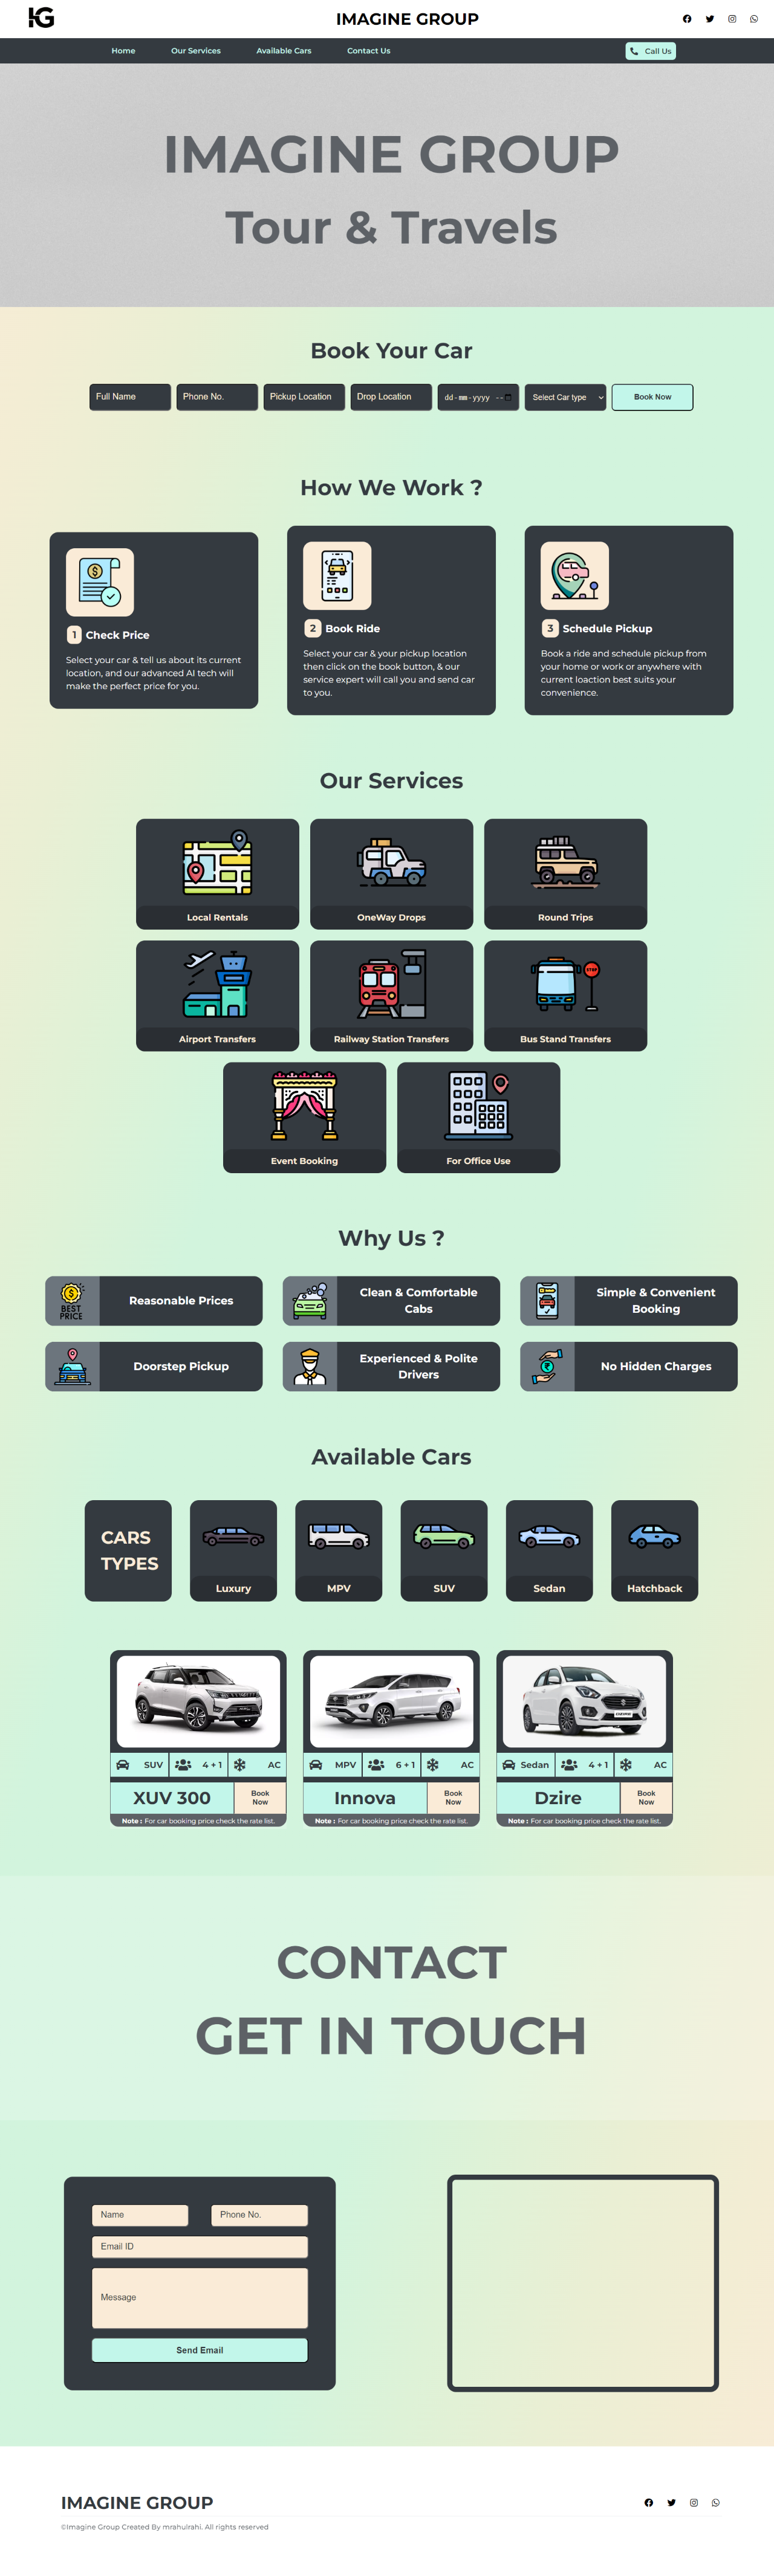 IG
IMAGINE GROUP
Home
Our Services
Available Cars
Contact Us
Call Us
IMAGINE GROUP
Tour & Travels
Book Your Car
Full Name
Phone No.
Pickup Location
Drop Location
dd-mm-yyyy --
Select Car type
Book Now
How We Work ?
1 Check Price
Select your car & tell us about its current
location, and our advanced AI tech will
make the perfect price for you.
2 Book Ride
Select your car & your pickup location
then click on the book button, & our
service expert will call you and send car
to you.
3 Schedule Pickup
Book a ride and schedule pickup from
your home or work or anywhere with
current loaction best suits your
convenience.
Our Services
Local Rentals
OneWay Drops
Round Trips
Airport Transfers
Railway Station Transfers
STOP
Bus Stand Transfers
Event Booking
For Office Use
Why Us ?
BEST
PRICE
Reasonable Prices
Clean & Comfortable
Cabs
Simple & Convenient
Booking
Doorstep Pickup
Experienced & Polite
Drivers
No Hidden Charges
Available Cars
CARS
TYPES
Luxury
MPV
SUV
Sedan
Hatchback
SUV
4 + 1
AC
XUV 300
Book
Now
Note : For car booking price check the rate list.
MPV
6 + 1
AC
Innova
Book
Now
Note : For car booking price check the rate list.
Sedan
4 + 1
AC
Dzire
Book
Now
Note : For car booking price check the rate list.
CONTACT
GET IN TOUCH
Name
Phone No.
Email ID
Message
Send Email
IMAGINE GROUP
©Imagine Group Created By mrahulrahi. All rights reserved